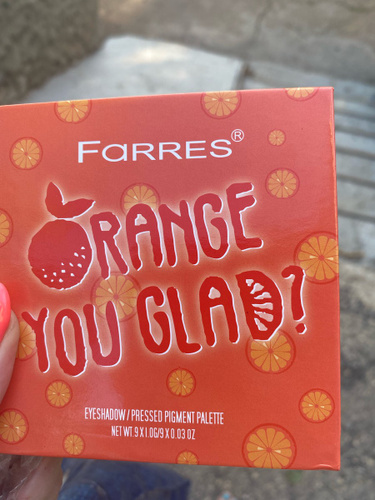 FARRES®
ORANGE
YOU GLAD?
EYESHADOW / PRESSED PIGMENT PALETTE
NET WT. 9 X 1.0G/9 X 0.03 OZ